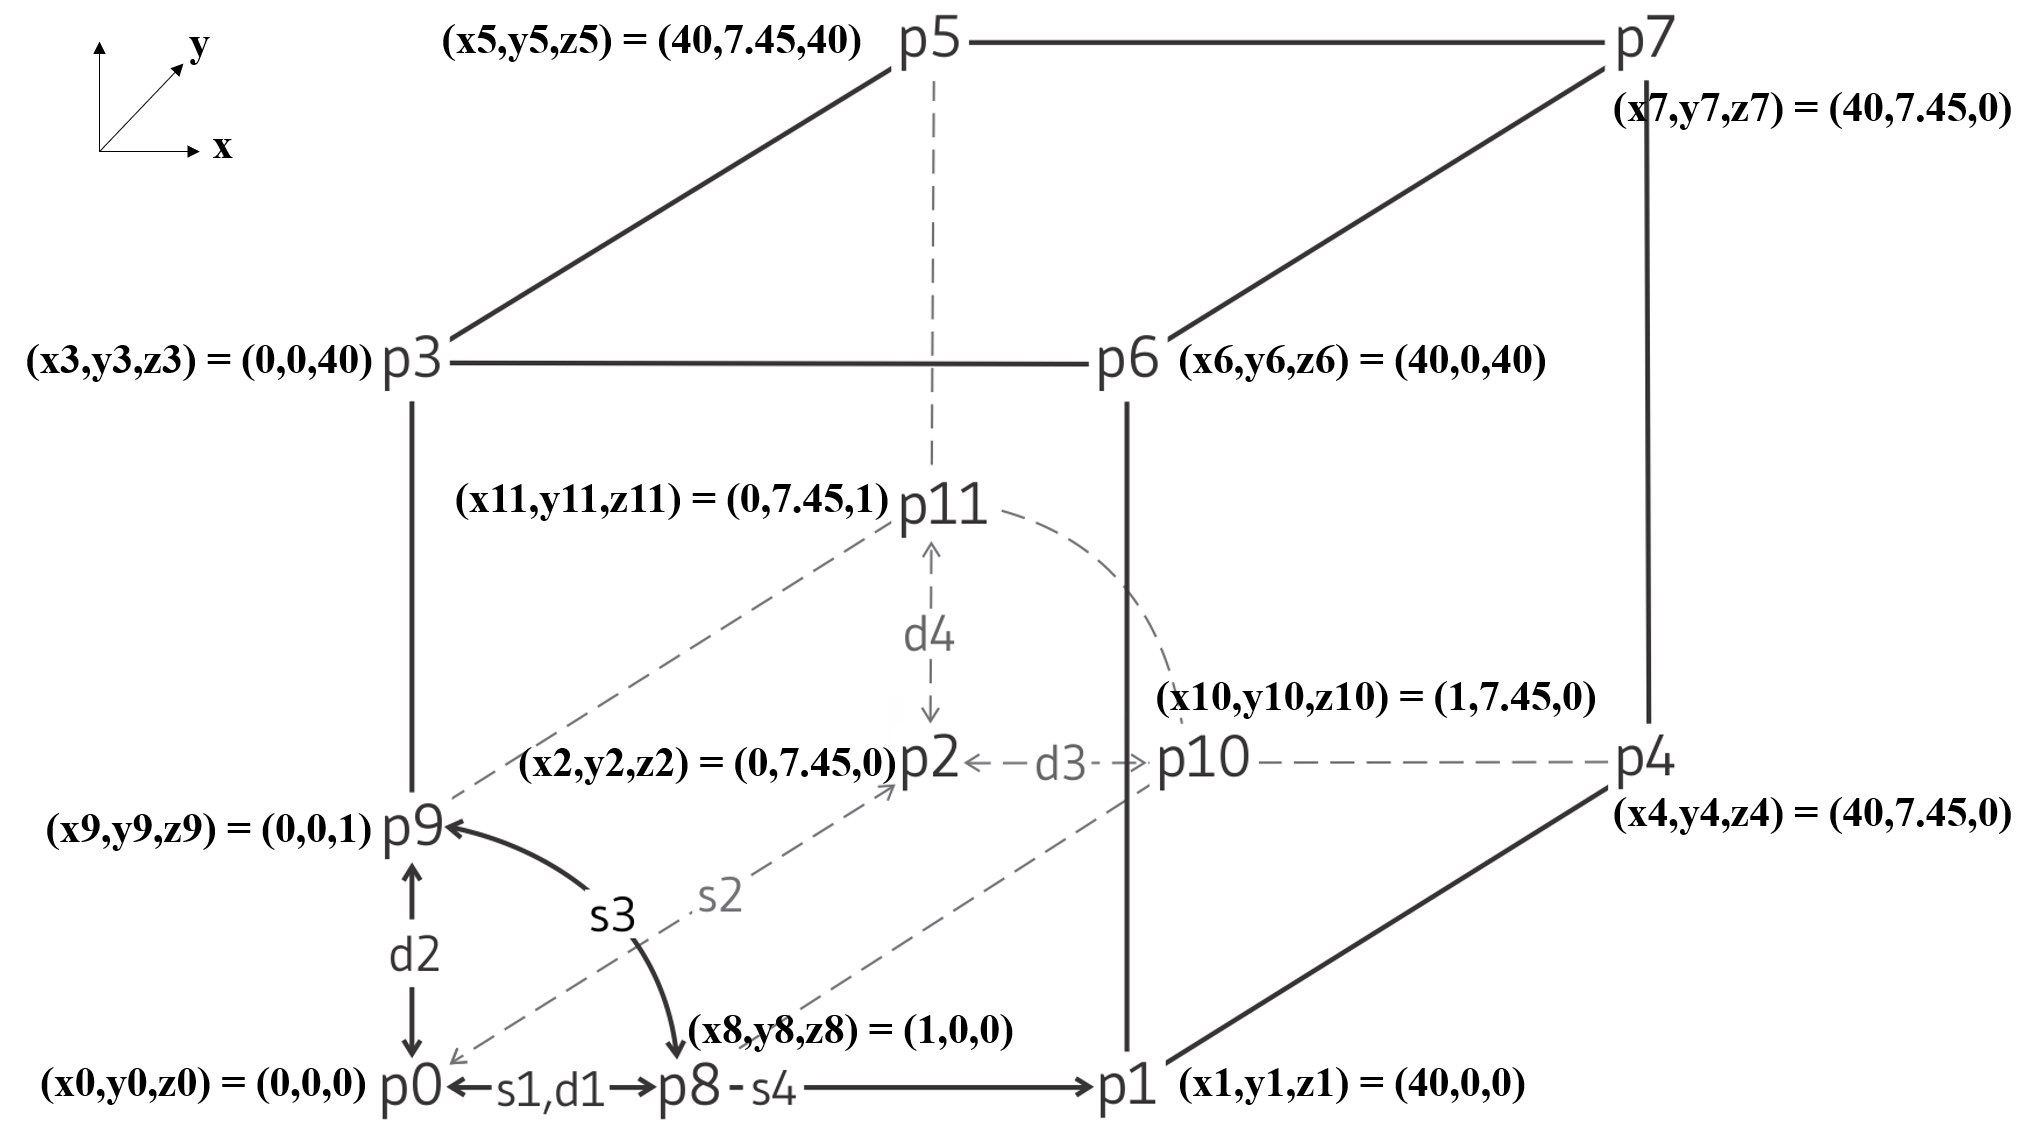 y
(x5,y5,z5) = (40,7.45,40) p5
p7
(x7,y7,z7) = (40,7.45,0)
x
(x3,y3,z3) = (0,0,40) p3
p6 (x6,y6,z6) = (40,0,40)
(x11,y11,z11) = (0,7.45,1) p11
d4
(x10,y10,z10) = (1,7.45,0)
(x2,y2,z2) = (0,7.45,0) p2
d3
p10
p4
(x4,y4,z4) = (40,7.45,0)
(x9,y9,z9) = (0,0,1) p9
s2
s3
d2
(x8,y8,z8) = (1,0,0)
(x0,y0,z0) = (0,0,0) p0
s1,d1
p8
s4
p1 (x1,y1,z1) = (40,0,0)